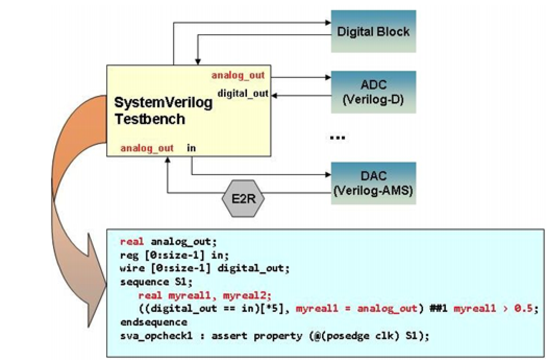 Digital Block
analog_out
digital_out
SystemVerilog
Testbench
analog_out in
ADC
(Verilog-D)
...
DAC
(Verilog-AMS)
E2R
real analog_out;
reg [0:size-1] in;
wire [0:size-1] digital_out;
sequence S1;
real myreal1, myreal2;
((digital_out == in)[*5], myreal1 = analog_out) ##1 myreal1 > 0.5;
endsequence
sva_opcheck1 : assert property (@(posedge clk) S1);